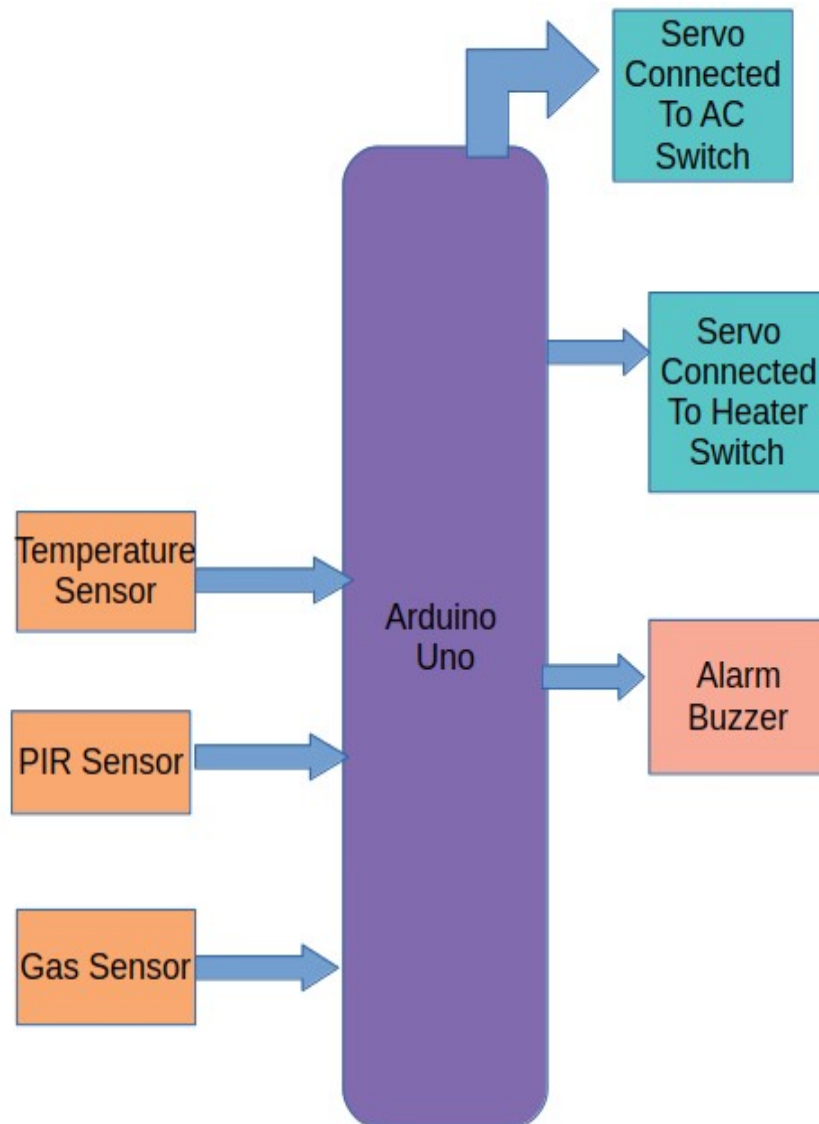 Servo
Connected
To AC
Switch
Servo
Connected
To Heater
Switch
Temperature
Sensor
Arduino
Uno
Alarm
Buzzer
PIR Sensor
Gas Sensor